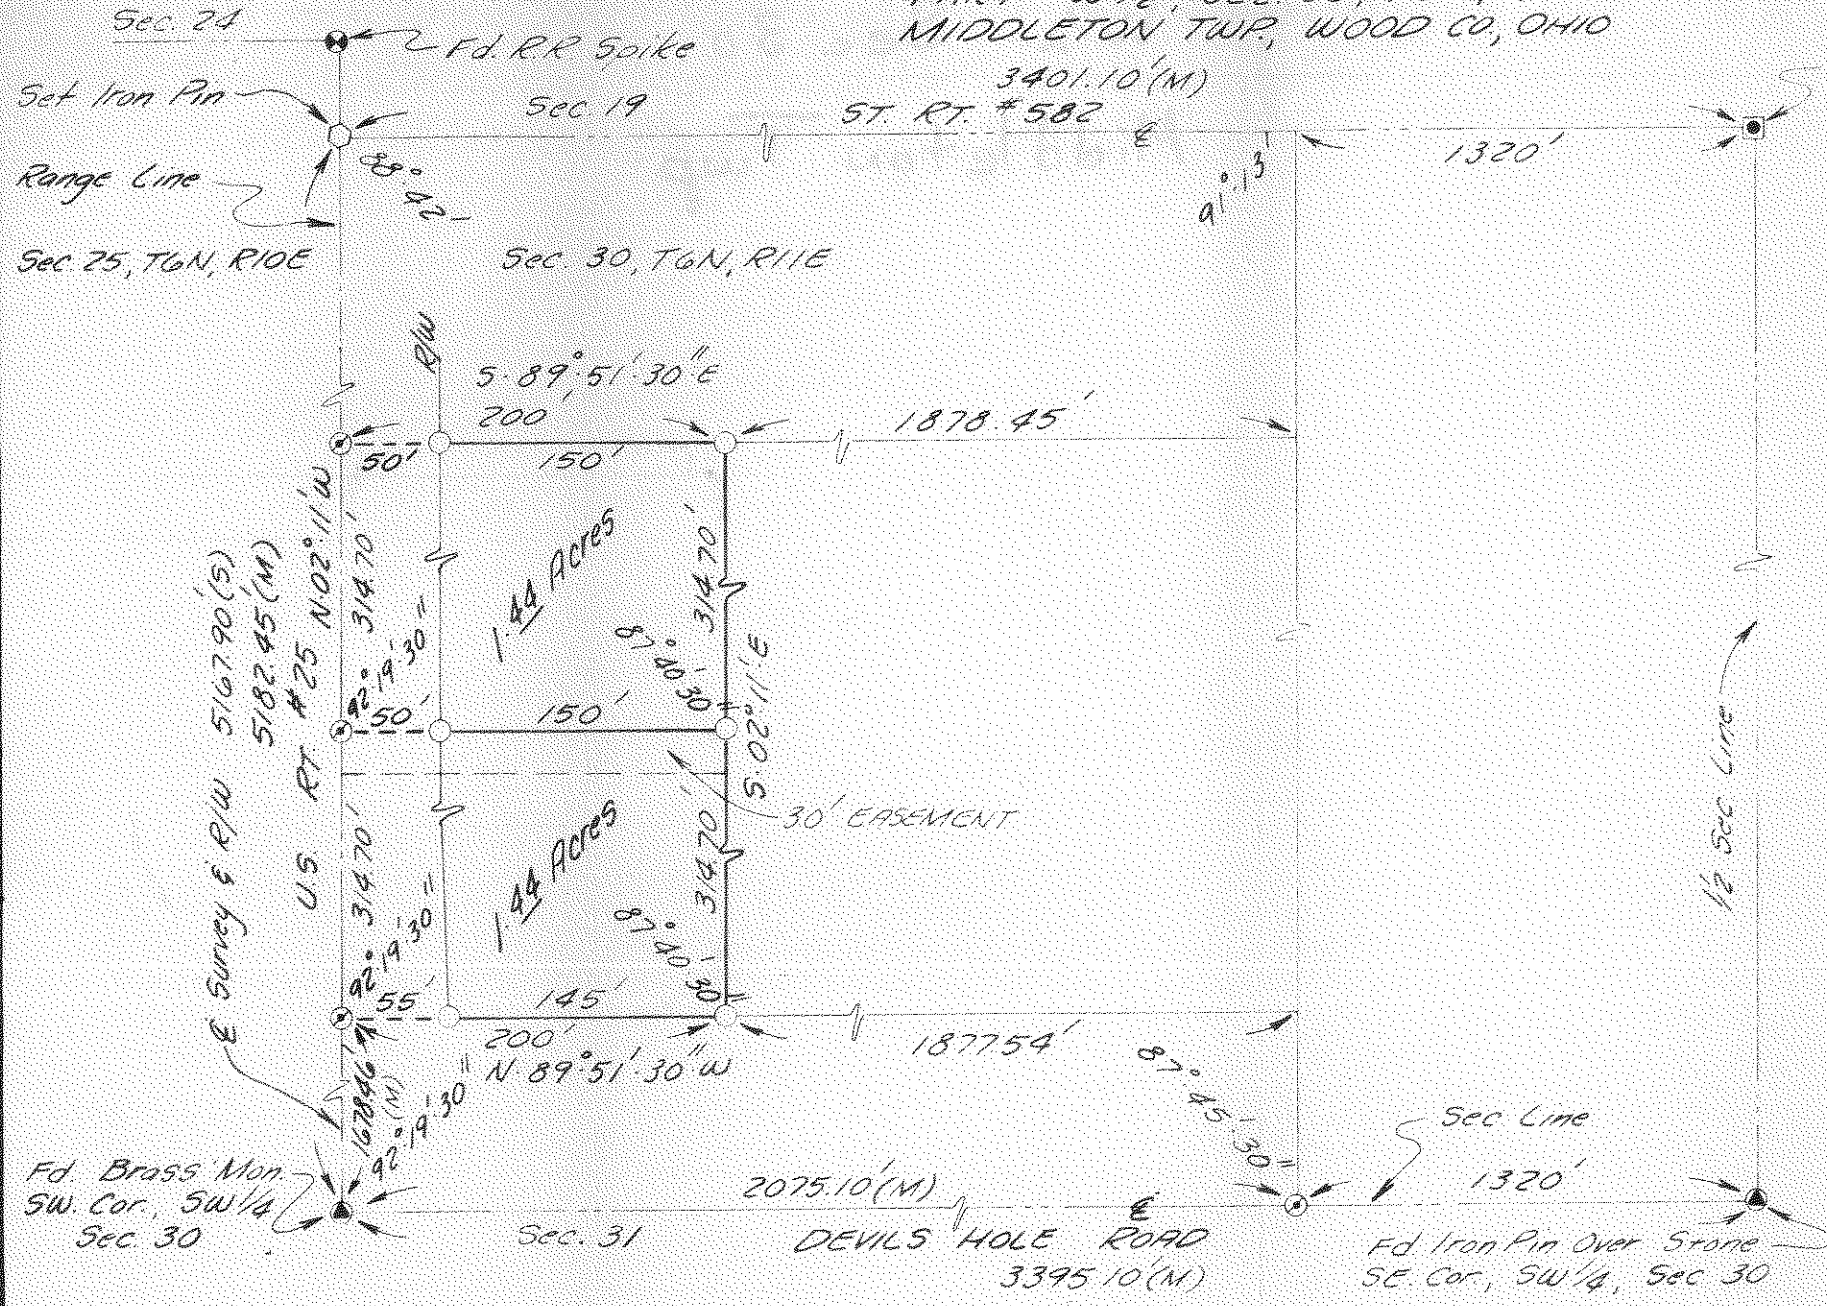 MIDDLETON TWP., WOOD CO., OHIO
Sec. 24
Fd. R.R. Spike
3401.10'(M)
Set Iron Pin
Sec 19
ST. RT. #582
℄
1320'
88°42'
91°13'
Range Line
Sec. 25, T6N, R10E
Sec. 30, T6N, R11E
R/W
S·89°·51'·30"E
200'
1878.45'
50'
150'
1.44 Acres
314.70'
314.70'
N·02°11'W
US. RT. #25
5167.90'(S)
5182.45'(M)
℄ Survey & R/W
92°·19'·30"
87°40'30"
50'
150'
S·02°11'E
30' EASEMENT
1.44 Acres
314.70'
314.70'
92°·19'·30"
87°·40'·30"
55'
145'
200'
N·89°·51'·30"W
1877.54'
1/2 Sec Line
1678.46'(M)
92°·19'·30"
87°·45'·30"
Sec Line
Fd. Brass Mon.
SW. Cor., SW 1/4
Sec. 30
2075.10'(M)
1320'
Sec. 31
℄
DEVILS HOLE ROAD
3395.10'(M)
Fd Iron Pin Over Stone
SE. Cor., SW 1/4, Sec 30